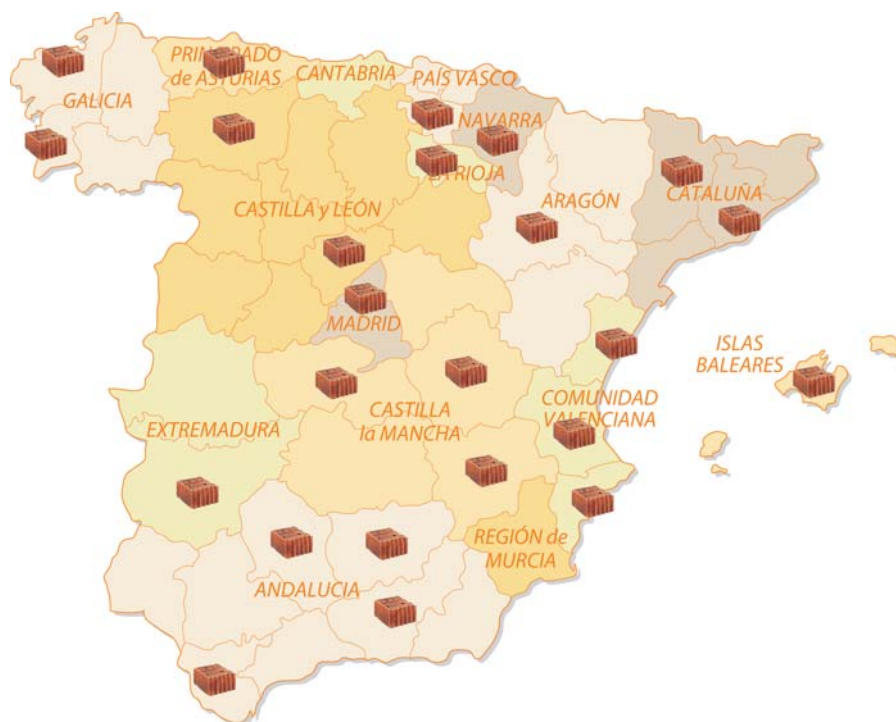 PRINCIPADO
de ASTURIAS
CANTABRIA
PAÍS VASCO
GALICIA
NAVARRA
LA RIOJA
CATALUÑA
ARAGÓN
CASTILLA y LEÓN
MADRID
ISLAS
BALEARES
COMUNIDAD
VALENCIANA
CASTILLA
la MANCHA
EXTREMADURA
REGIÓN de
MURCIA
ANDALUCIA